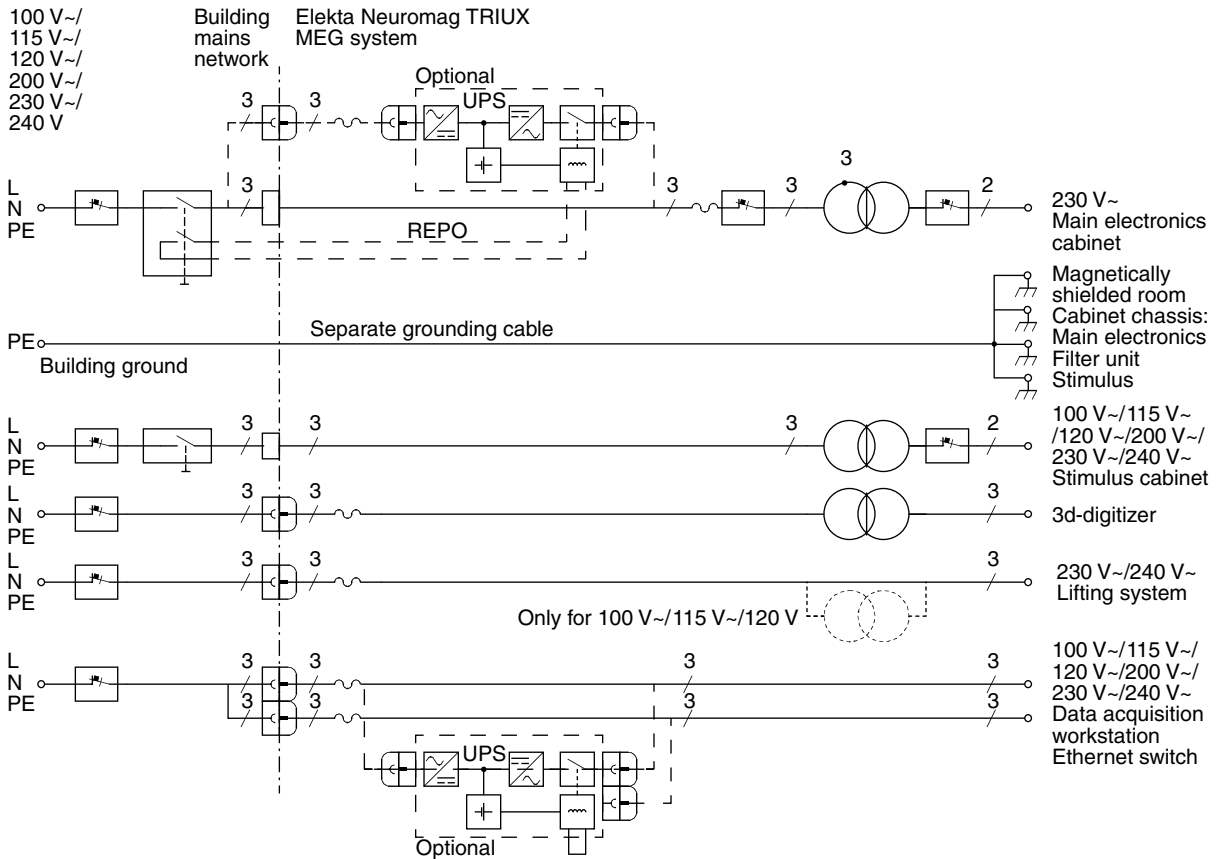 100 V~/
115 V~/
120 V~/
200 V~/
230 V~/
240 V
Building
mains
network
Elekta Neuromag TRIUX
MEG system
Optional
UPS
3
3
L
N
PE
3
REPO
3
3
3
2
230 V~
Main electronics
cabinet
PE
Building ground
Separate grounding cable
Magnetically
shielded room
Cabinet chassis:
Main electronics
Filter unit
Stimulus
L
N
PE
3
3
3
2
100 V~/115 V~
/120 V~/200 V~/
230 V~/240 V~
Stimulus cabinet
L
N
PE
3
3
3
3d-digitizer
L
N
PE
3
3
3
230 V~/240 V~
Lifting system
Only for 100 V~/115 V~/120 V
L
N
PE
3
3
3
3
100 V~/115 V~/
120 V~/200 V~/
230 V~/240 V~
Data acquisition
workstation
Ethernet switch
3
3
3
3
UPS
Optional